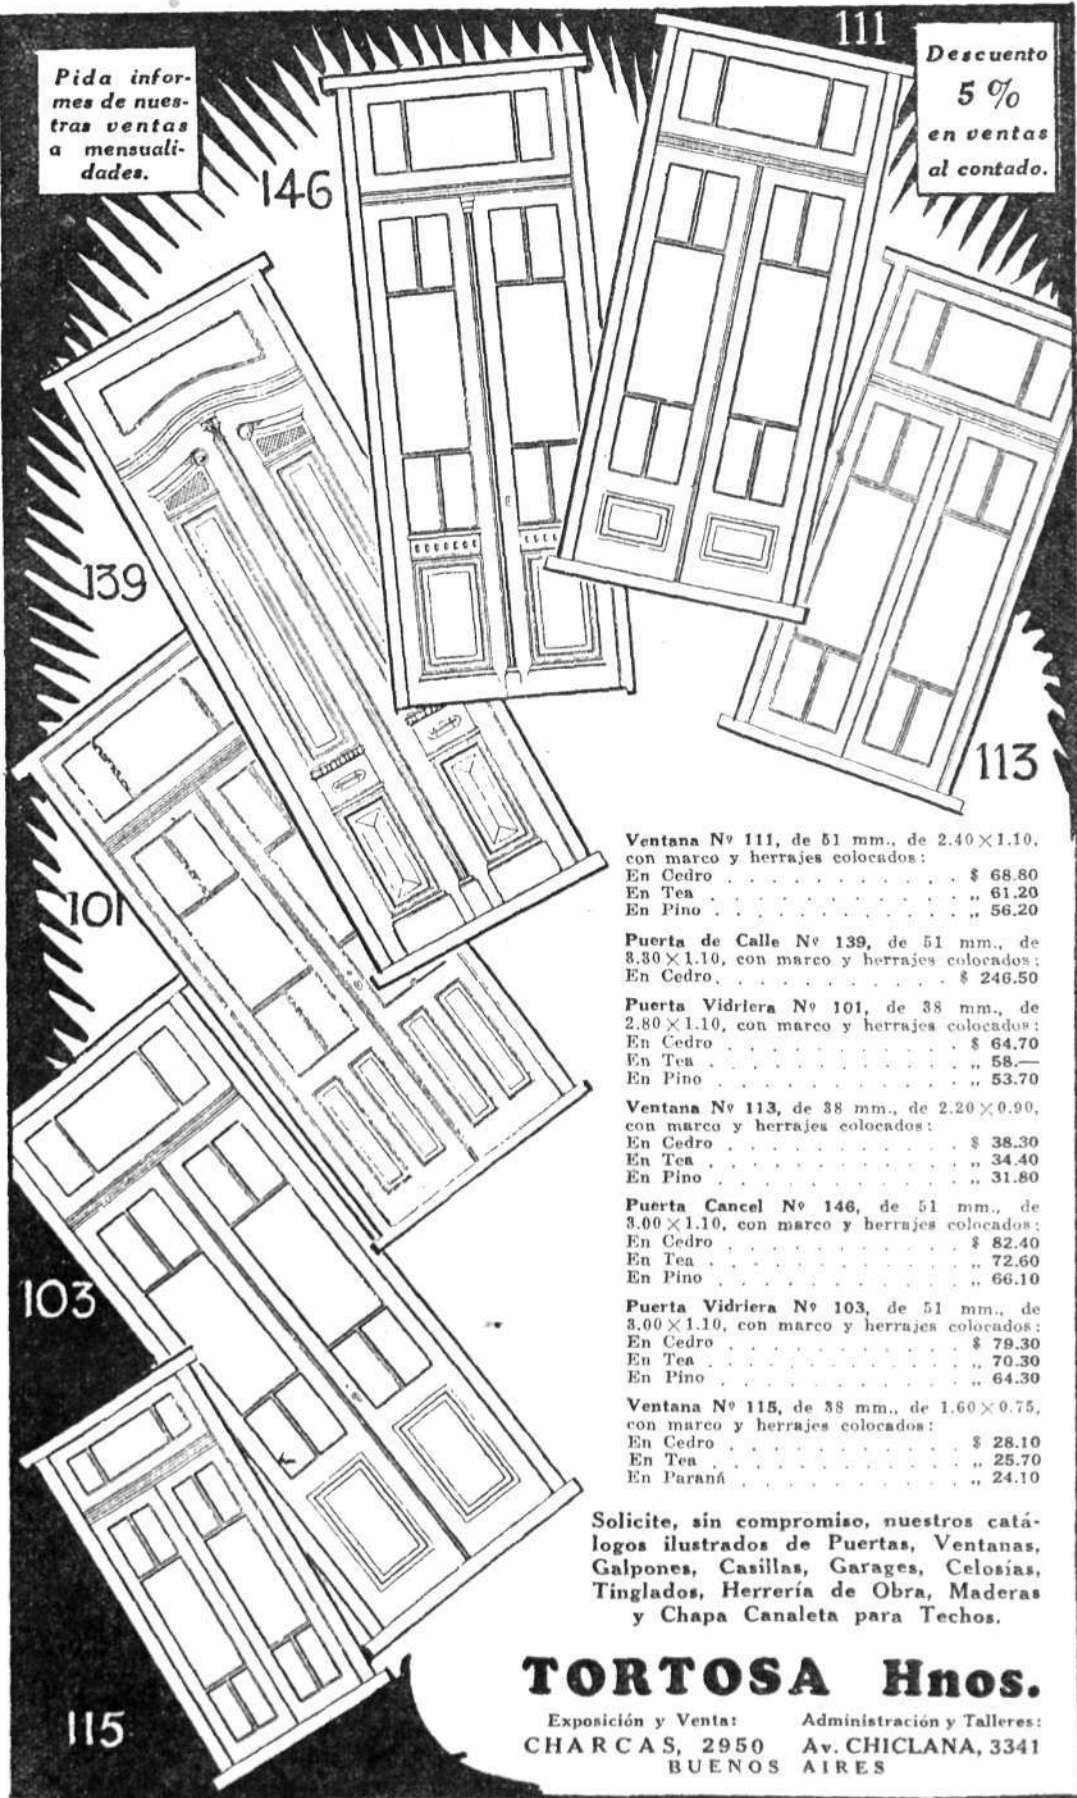 Pida infor-
mes de nues-
tras ventas
a mensuali-
dades.
146
111
Descuento
5 %
en ventas
al contado.
139
113
101
103
115
Ventana Nº 111, de 51 mm., de 2.40 × 1.10,
con marco y herrajes colocados:
En Cedro . . . . . . . . . . . $ 68.80
En Tea . . . . . . . . . . . . „ 61.20
En Pino . . . . . . . . . . . . „ 56.20
Puerta de Calle Nº 139, de 51 mm., de
3.30 × 1.10, con marco y herrajes colocados:
En Cedro. . . . . . . . . . . $ 246.50
Puerta Vidriera Nº 101, de 38 mm., de
2.80 × 1.10, con marco y herrajes colocados:
En Cedro . . . . . . . . . . . $ 64.70
En Tea . . . . . . . . . . . . „ 58.—
En Pino . . . . . . . . . . . . „ 53.70
Ventana Nº 113, de 38 mm., de 2.20 × 0.90,
con marco y herrajes colocados:
En Cedro . . . . . . . . . . . $ 38.30
En Tea . . . . . . . . . . . . „ 34.40
En Pino . . . . . . . . . . . . „ 31.80
Puerta Cancel Nº 146, de 51 mm., de
3.00 × 1.10, con marco y herrajes colocados:
En Cedro . . . . . . . . . . . $ 82.40
En Tea . . . . . . . . . . . . „ 72.60
En Pino . . . . . . . . . . . . „ 66.10
Puerta Vidriera Nº 103, de 51 mm., de
3.00 × 1.10, con marco y herrajes colocados:
En Cedro . . . . . . . . . . . $ 79.30
En Tea . . . . . . . . . . . . „ 70.30
En Pino . . . . . . . . . . . . „ 64.30
Ventana Nº 115, de 38 mm., de 1.60 × 0.75,
con marco y herrajes colocados:
En Cedro . . . . . . . . . . . $ 28.10
En Tea . . . . . . . . . . . . „ 25.70
En Paraná . . . . . . . . . . . „ 24.10
Solicite, sin compromiso, nuestros catá-
logos ilustrados de Puertas, Ventanas,
Galpones, Casillas, Garages, Celosías,
Tinglados, Herrería de Obra, Maderas
y Chapa Canaleta para Techos.
TORTOSA Hnos.
Exposición y Venta: Administración y Talleres:
CHARCAS, 2950 Av. CHICLANA, 3341
BUENOS AIRES